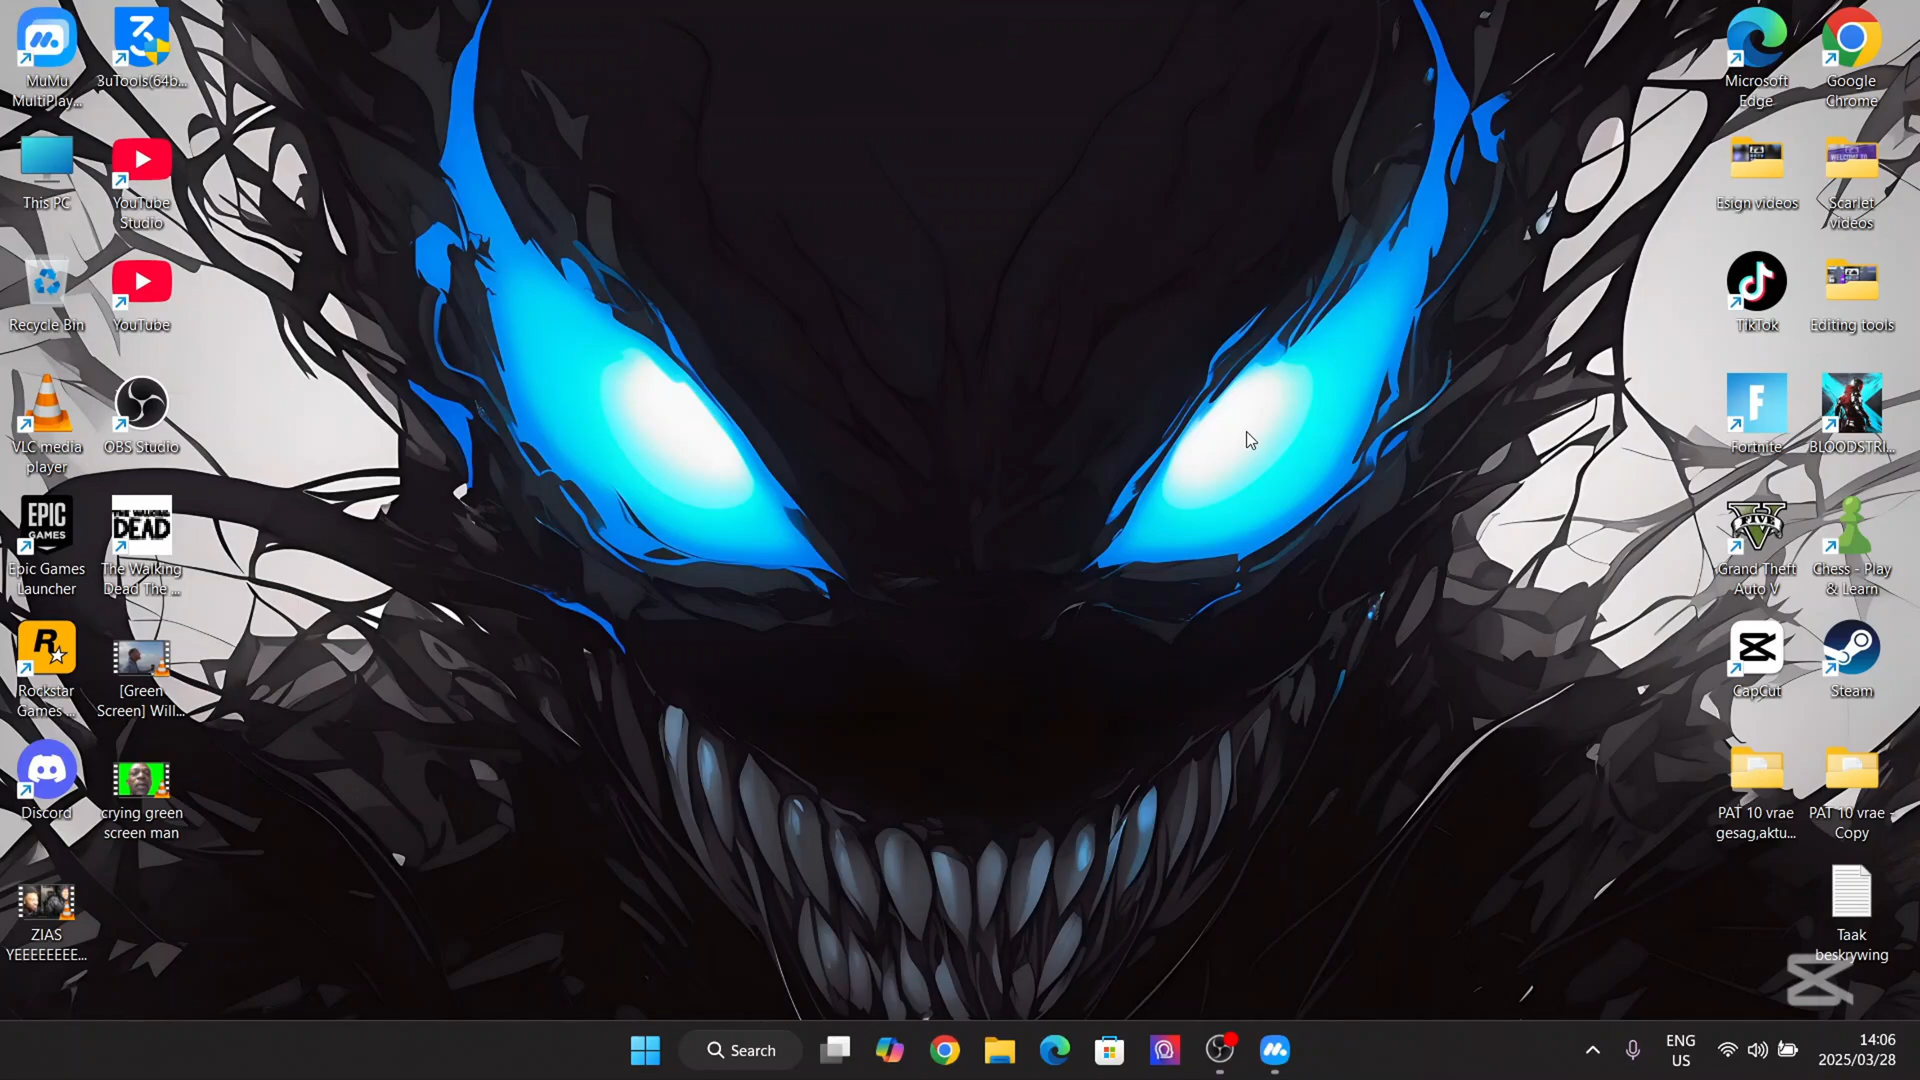 MuMu
MultiPlay...
3uTools(64b...
This PC
YouTube
Studio
Recycle Bin
YouTube
VLC media
player
OBS Studio
EPIC
GAMES
Epic Games
Launcher
THE WALKING
DEAD
The Walking
Dead The ...
Rockstar
Games ...
[Green
Screen] Will...
Discord
crying green
screen man
ZIAS
YEEEEEEEE...
Microsoft
Edge
Google
Chrome
Esign videos
Scarlet
videos
TikTok
Editing tools
Fortnite
BLOODSTRI...
FIVE
Grand Theft
Auto V
Chess - Play
& Learn
CapCut
Steam
PAT 10 vrae
gesag,aktu...
PAT 10 vrae -
Copy
Taak
beskrywing
Search
ENG
US
14:06
2025/03/28